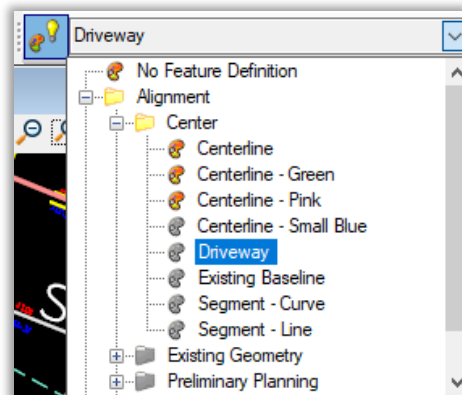 Driveway
No Feature Definition
Alignment
Center
Centerline
Centerline - Green
Centerline - Pink
Centerline - Small Blue
Driveway
Existing Baseline
Segment - Curve
Segment - Line
Existing Geometry
Preliminary Planning